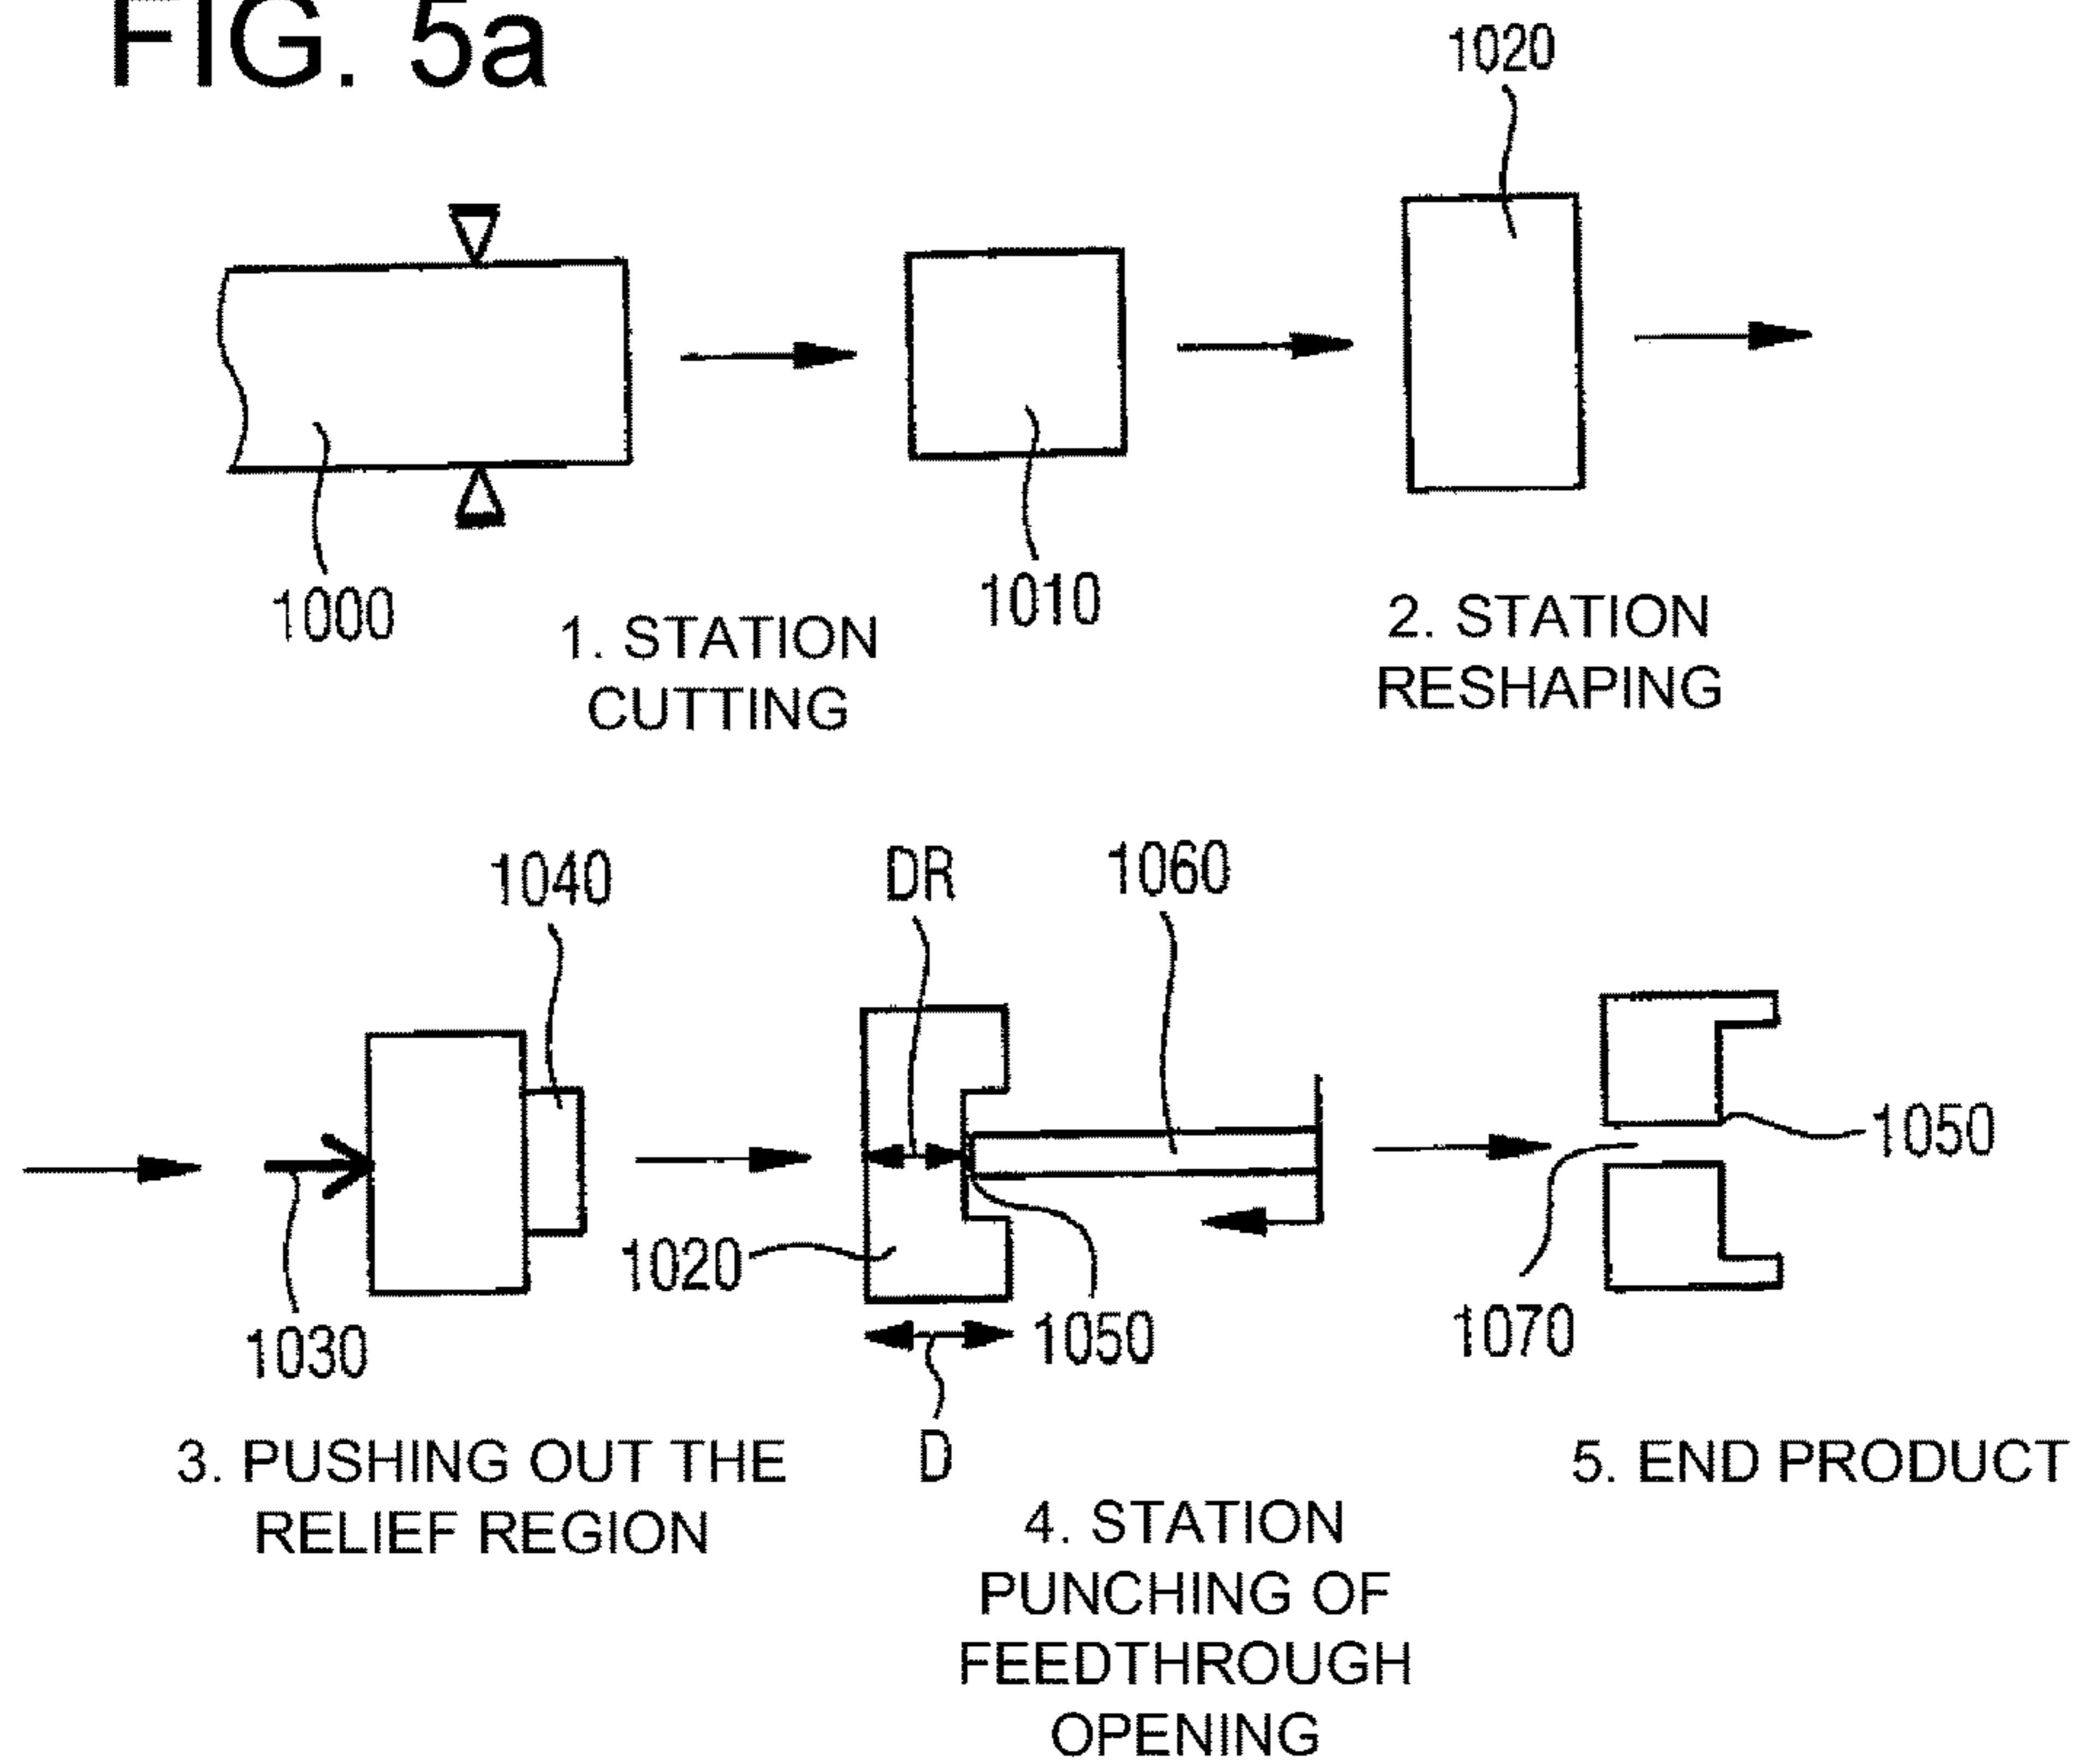 FIG. 5a
1020
1000
1010
1. STATION
CUTTING
2. STATION
RESHAPING
1040
DR
1060
1050
1020
1030
1050
1070
D
3. PUSHING OUT THE
RELIEF REGION
4. STATION
PUNCHING OF
FEEDTHROUGH
OPENING
5. END PRODUCT